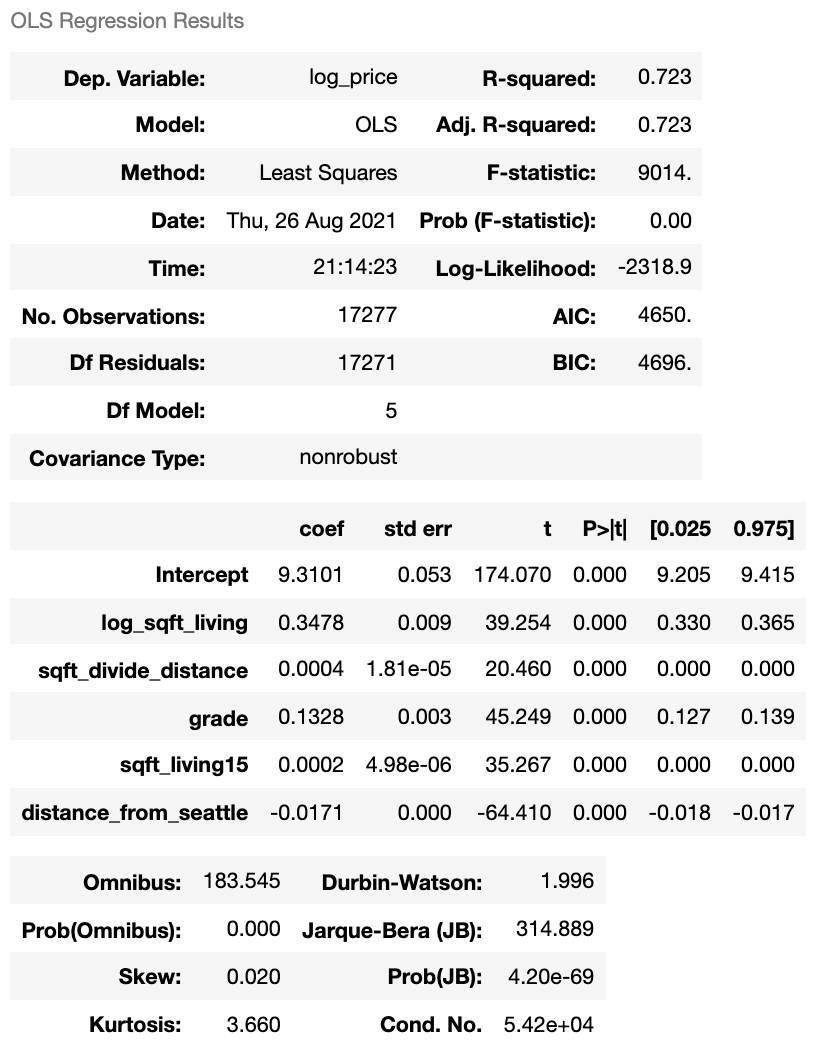 OLS Regression Results
Dep. Variable: log_price R-squared: 0.723
Model: OLS Adj. R-squared: 0.723
Method: Least Squares F-statistic: 9014.
Date: Thu, 26 Aug 2021 Prob (F-statistic): 0.00
Time: 21:14:23 Log-Likelihood: -2318.9
No. Observations: 17277 AIC: 4650.
Df Residuals: 17271 BIC: 4696.
Df Model: 5
Covariance Type: nonrobust
coef std err t P>|t| [0.025 0.975]
Intercept 9.3101 0.053 174.070 0.000 9.205 9.415
log_sqft_living 0.3478 0.009 39.254 0.000 0.330 0.365
sqft_divide_distance 0.0004 1.81e-05 20.460 0.000 0.000 0.000
grade 0.1328 0.003 45.249 0.000 0.127 0.139
sqft_living15 0.0002 4.98e-06 35.267 0.000 0.000 0.000
distance_from_seattle -0.0171 0.000 -64.410 0.000 -0.018 -0.017
Omnibus: 183.545 Durbin-Watson: 1.996
Prob(Omnibus): 0.000 Jarque-Bera (JB): 314.889
Skew: 0.020 Prob(JB): 4.20e-69
Kurtosis: 3.660 Cond. No. 5.42e+04